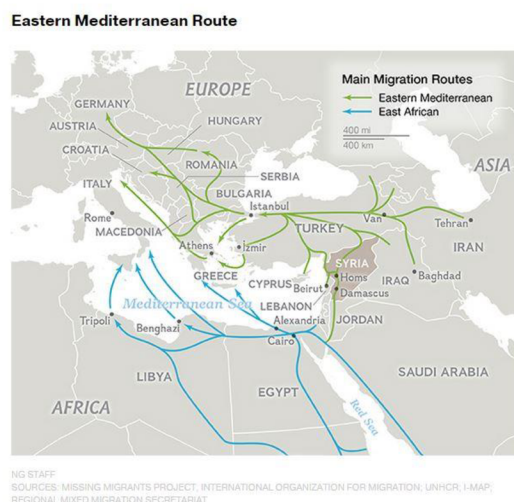 Eastern Mediterranean Route
Main Migration Routes
Eastern Mediterranean
East African
400 mi
400 km
EUROPE
GERMANY
AUSTRIA
HUNGARY
CROATIA
ROMANIA
ASIA
ITALY
SERBIA
BULGARIA
Istanbul
Rome
Van
Tehran
MACEDONIA
TURKEY
Athens
Izmir
IRAN
SYRIA
GREECE
Homs
CYPRUS
Beirut
IRAQ
Baghdad
Damascus
LEBANON
Mediterranean Sea
Tripoli
Alexandria
JORDAN
Benghazi
Cairo
SAUDI ARABIA
LIBYA
EGYPT
AFRICA
Red Sea
NG STAFF
SOURCES: MISSING MIGRANTS PROJECT, INTERNATIONAL ORGANIZATION FOR MIGRATION; UNHCR; I-MAP;
REGIONAL MIXED MIGRATION SECRETARIAT